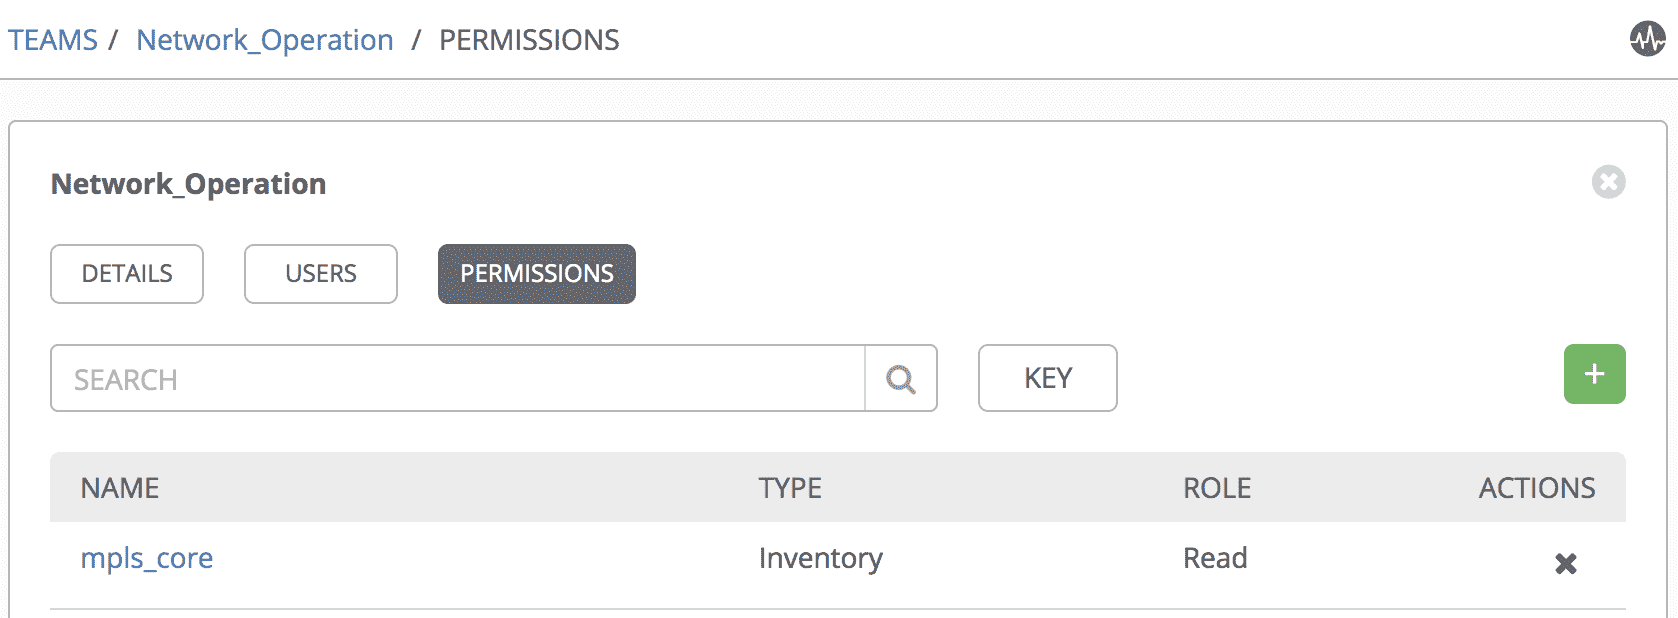 TEAMS / Network_Operation / PERMISSIONS
Network_Operation
DETAILS USERS PERMISSIONS
SEARCH KEY +
NAME TYPE ROLE ACTIONS
mpls_core Inventory Read